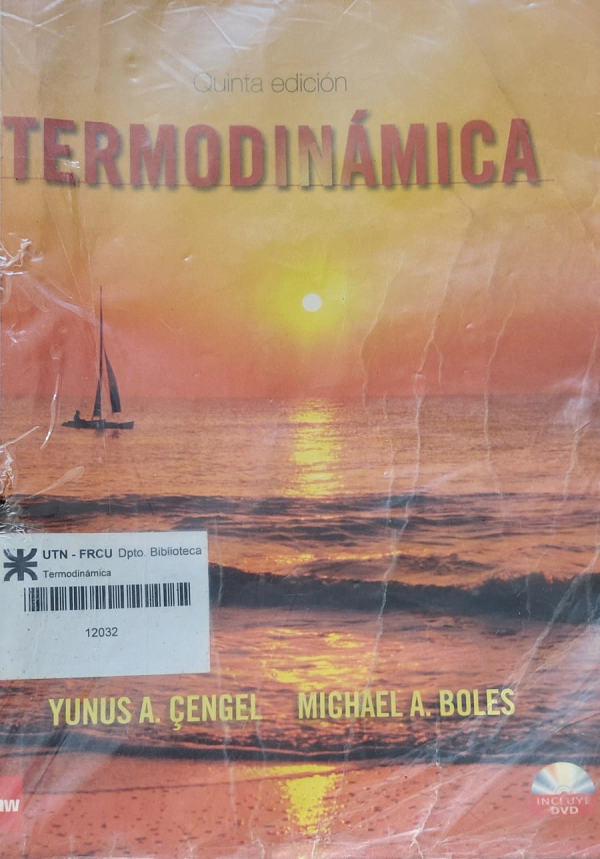 Quinta edición
TERMODINÁMICA
UTN - FRCU Dpto. Biblioteca
Termodinámica
12032
YUNUS A. ÇENGEL MICHAEL A. BOLES
INCLUYE
DVD